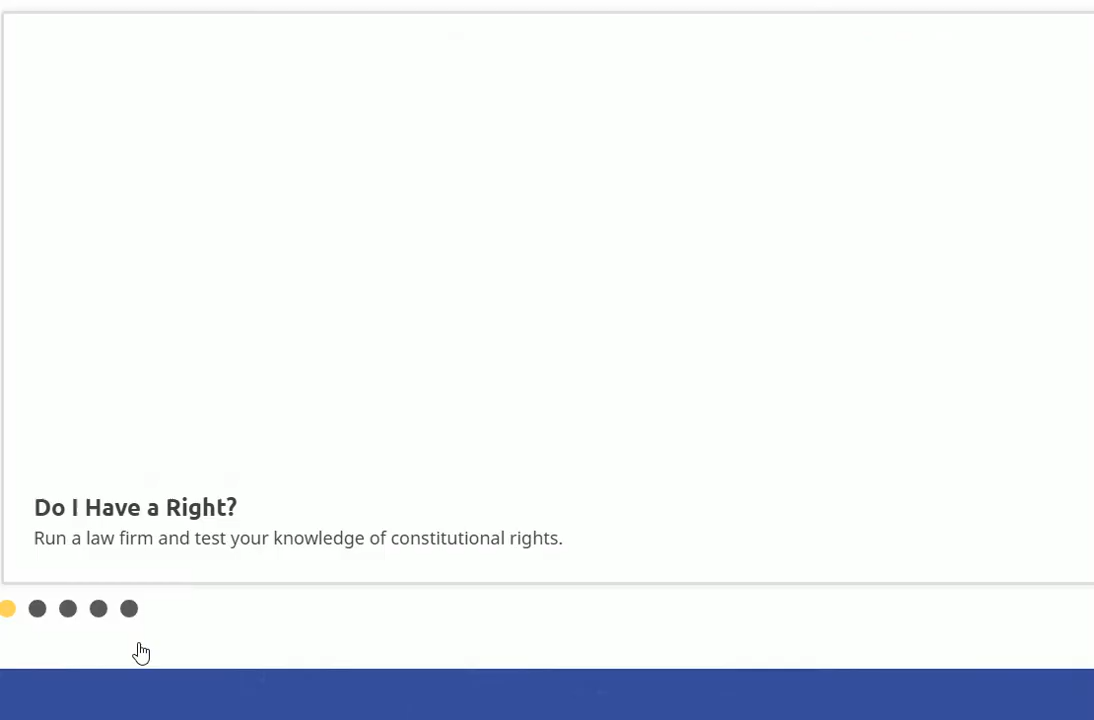 Do I Have a Right?
Run a law firm and test your knowledge of constitutional rights.